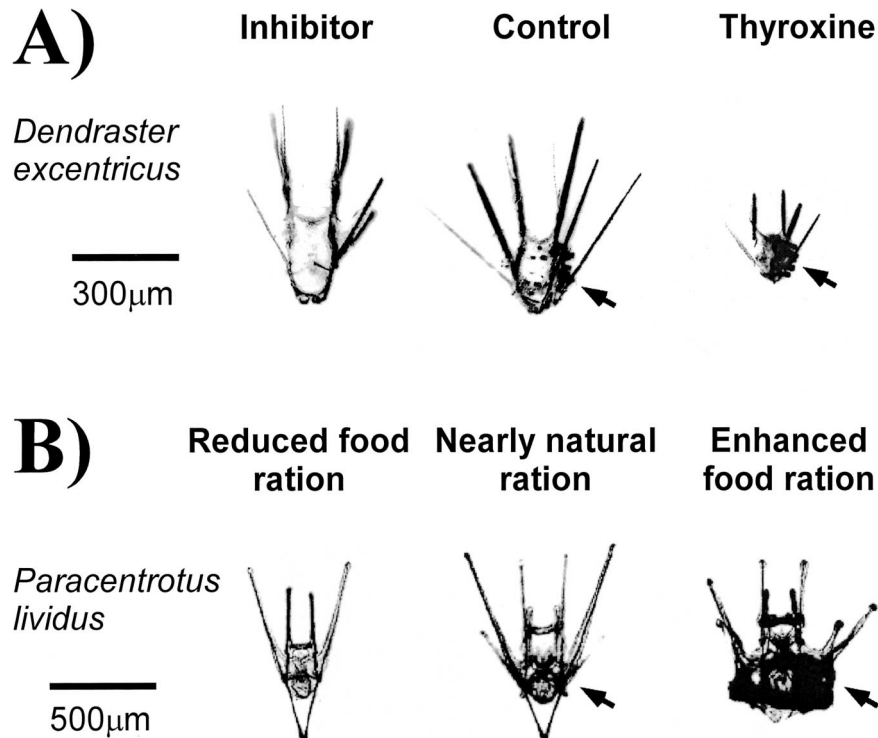 A)
Inhibitor Control Thyroxine
Dendraster
excentricus
300μm
B)
Reduced food
ration
Nearly natural
ration
Enhanced
food ration
Paracentrotus
lividus
500μm